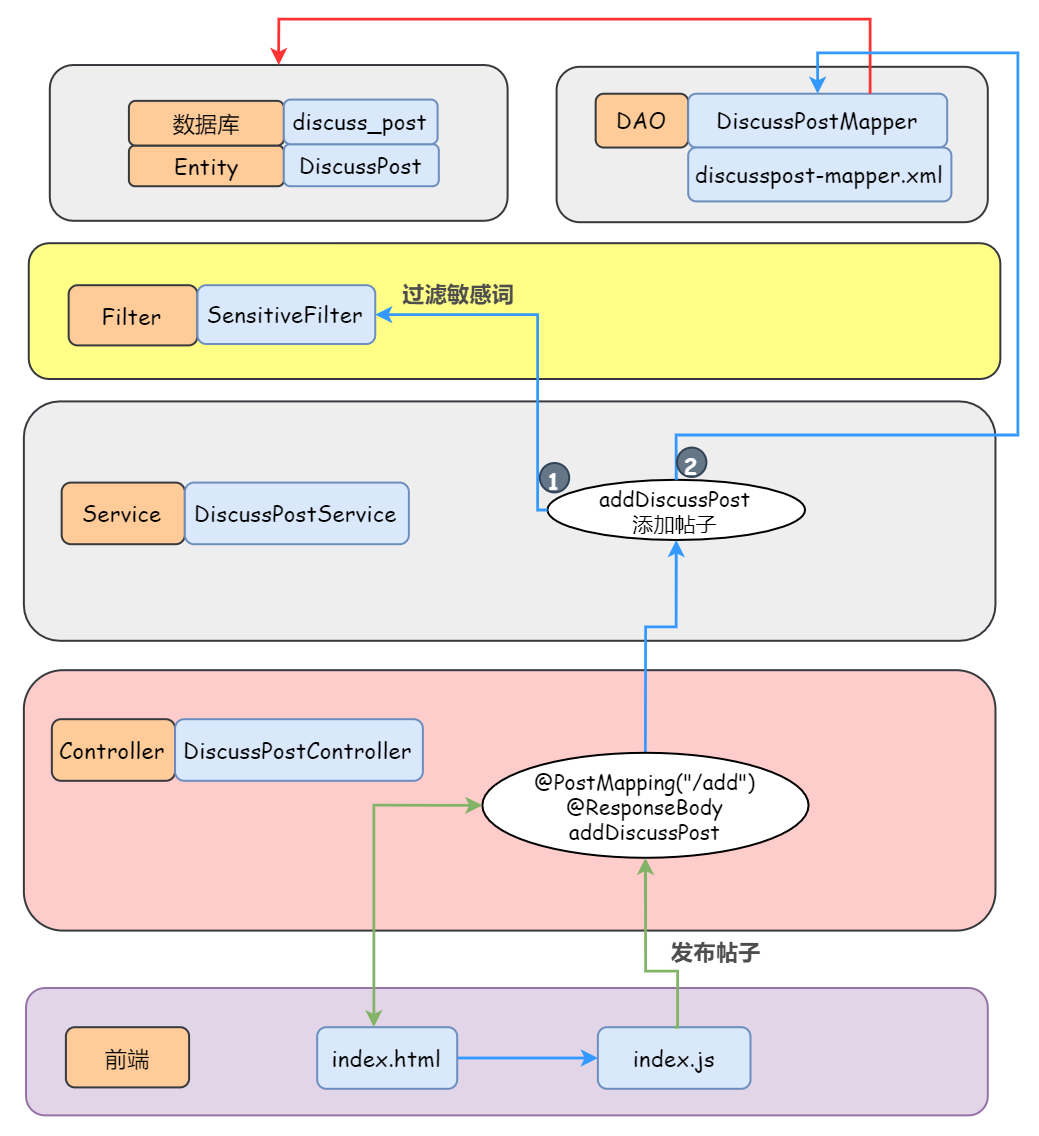 数据库
discuss_post
Entity
DiscussPost
DAO
DiscussPostMapper
discusspost-mapper.xml
Filter
SensitiveFilter
过滤敏感词
Service
DiscussPostService
1
2
addDiscussPost
添加帖子
Controller
DiscussPostController
@PostMapping("/add")
@ResponseBody
addDiscussPost
发布帖子
前端
index.html
index.js